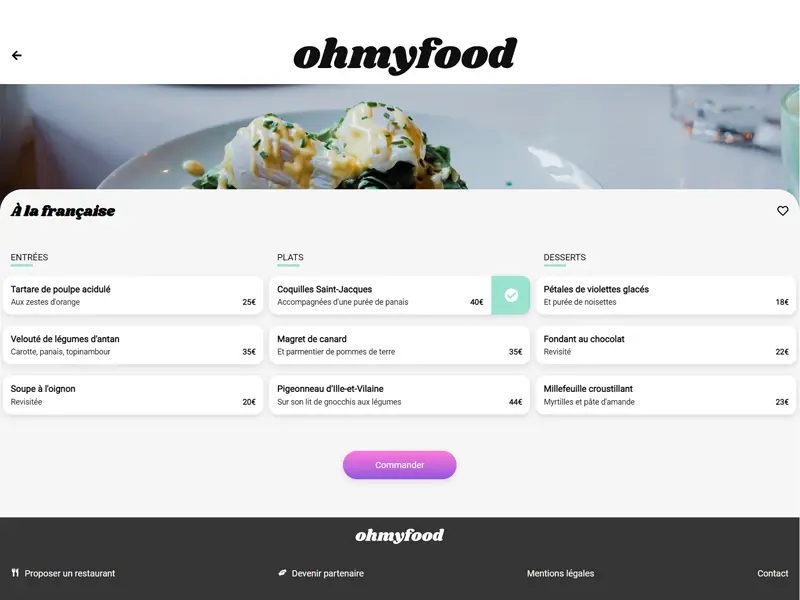 ohmyfood
À la française
ENTRÉES
Tartare de poulpe acidulé
Aux zestes d'orange 25€
Velouté de légumes d'antan
Carotte, panais, topinambour 35€
Soupe à l'oignon
Revisitée 20€
PLATS
Coquilles Saint-Jacques
Accompagnées d'une purée de panais 40€
Magret de canard
Et parmentier de pommes de terre 35€
Pigeonneau d'Ille-et-Vilaine
Sur son lit de gnocchis aux légumes 44€
DESSERTS
Pétales de violettes glacés
Et purée de noisettes 18€
Fondant au chocolat
Revisité 22€
Millefeuille croustillant
Myrtilles et pâte d'amande 23€
Commander
ohmyfood
Proposer un restaurant
Devenir partenaire
Mentions légales
Contact